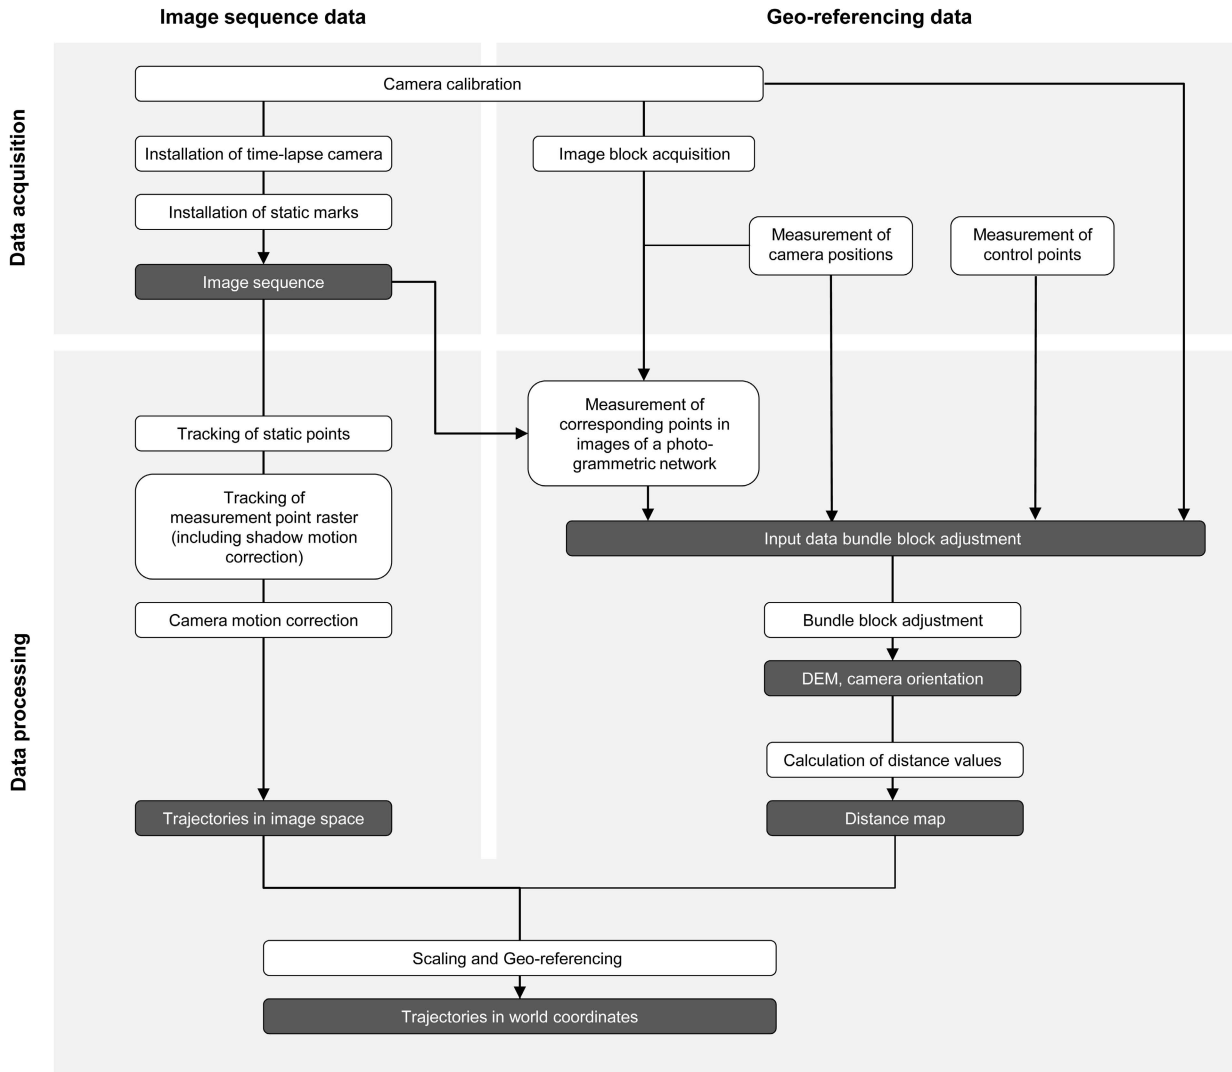 Image sequence data
Geo-referencing data
Data acquisition
Camera calibration
Installation of time-lapse camera
Image block acquisition
Installation of static marks
Measurement of
camera positions
Measurement of
control points
Image sequence
Data processing
Measurement of
corresponding points in
images of a photo-
grammetric network
Tracking of static points
Tracking of
measurement point raster
(including shadow motion
correction)
Input data bundle block adjustment
Camera motion correction
Bundle block adjustment
DEM, camera orientation
Calculation of distance values
Trajectories in image space
Distance map
Scaling and Geo-referencing
Trajectories in world coordinates